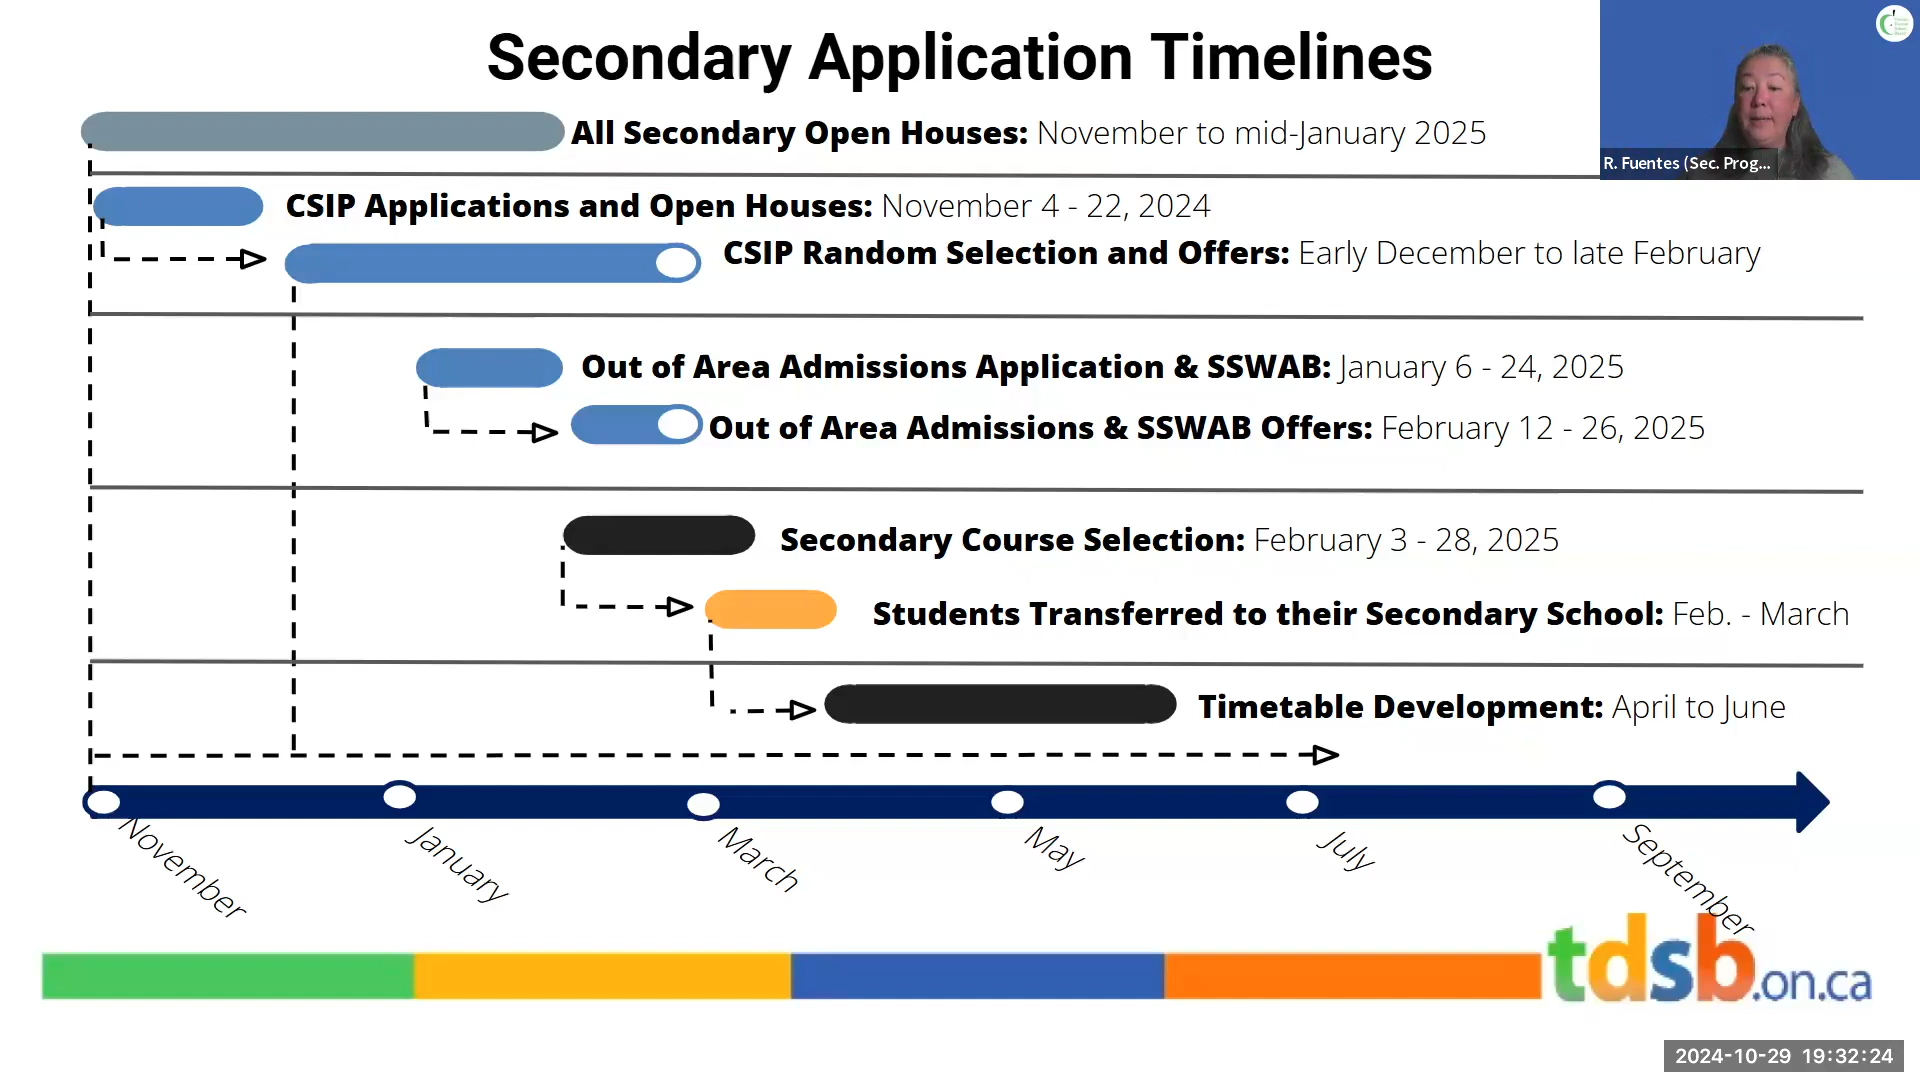 Secondary Application Timelines
All Secondary Open Houses: November to mid-January 2025
R. Fuentes (Sec. Prog...
CSIP Applications and Open Houses: November 4 - 22, 2024
CSIP Random Selection and Offers: Early December to late February
Out of Area Admissions Application & SSWAB: January 6 - 24, 2025
Out of Area Admissions & SSWAB Offers: February 12 - 26, 2025
Secondary Course Selection: February 3 - 28, 2025
Students Transferred to their Secondary School: Feb. - March
Timetable Development: April to June
November
January
March
May
July
September
tdsb.on.ca
2024-10-29 19:32:24